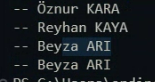 -- Öznur KARA
-- Reyhan KAYA
-- Beyza ARI
-- Beyza ARI